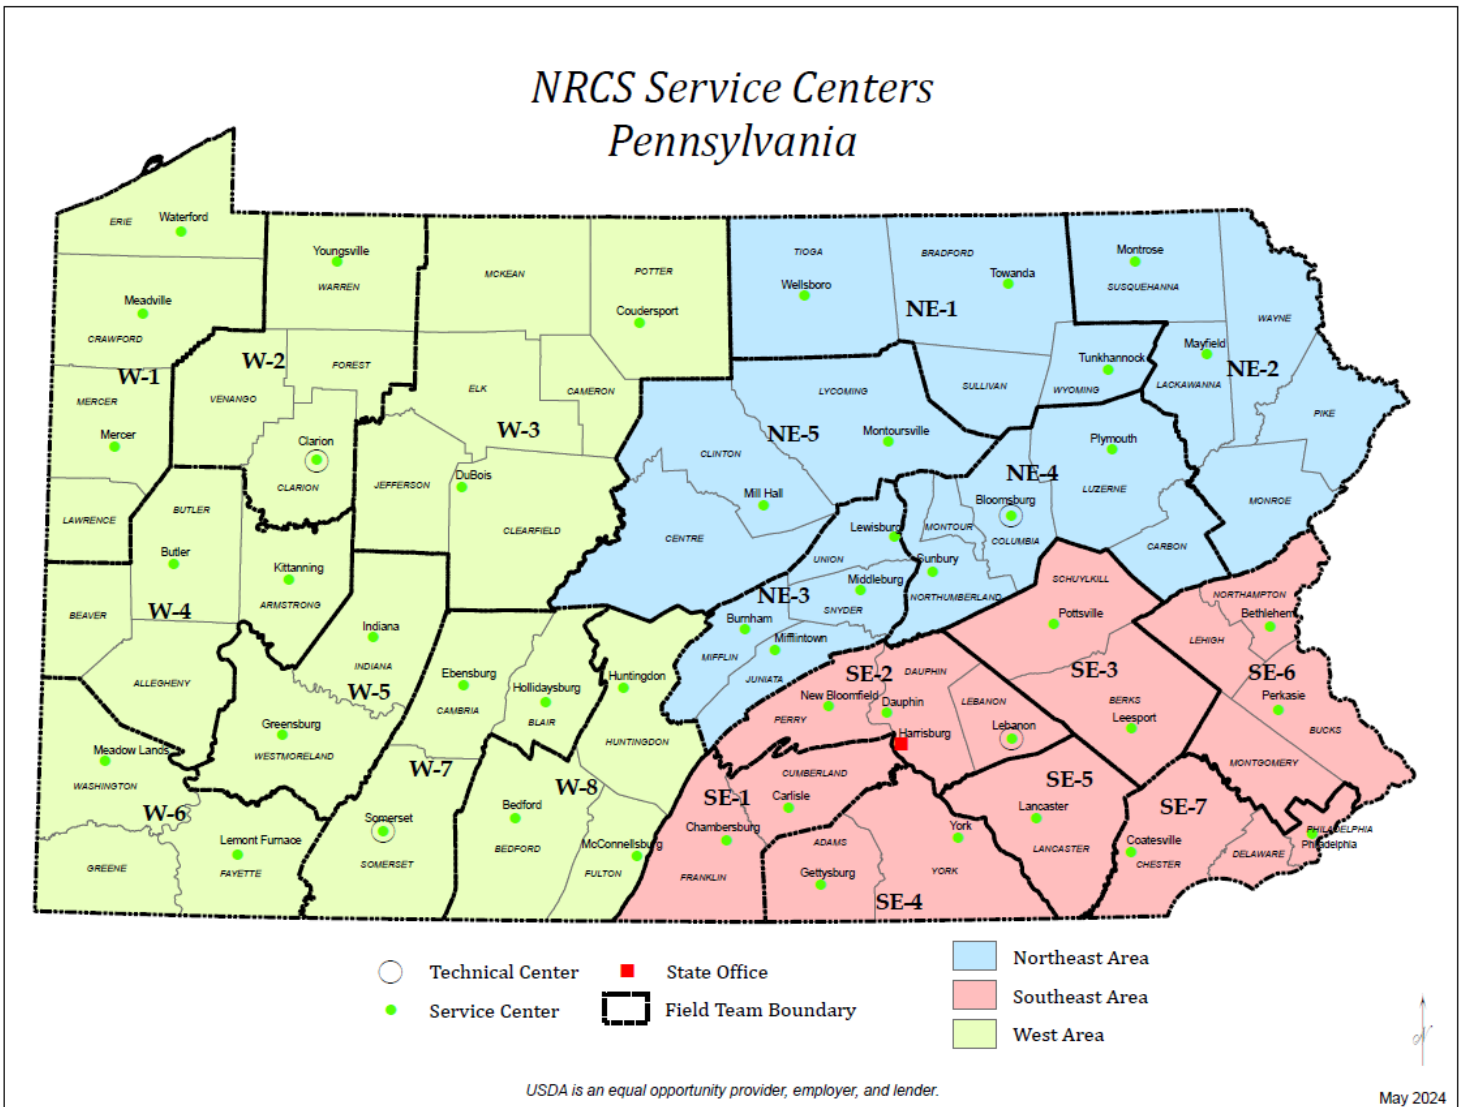 NRCS Service Centers
Pennsylvania
ERIE
Waterford
Youngsville
WARREN
MCKEAN
POTTER
Coudersport
TIOGA
Wellsboro
BRADFORD
Towanda
NE-1
Montrose
SUSQUEHANNA
WAYNE
Meadville
CRAWFORD
W-1
W-2
FOREST
VENANGO
MERCER
Mercer
Clarion
CLARION
ELK
CAMERON
W-3
LYCOMING
SULLIVAN
Tunkhannock
WYOMING
Mayfield
LACKAWANNA
NE-2
PIKE
NE-5
Montoursville
CLINTON
Plymouth
NE-4
LUZERNE
LAWRENCE
BUTLER
Butler
JEFFERSON
DuBois
CLEARFIELD
Mill Hall
CENTRE
Lewisburg
UNION
MONTOUR
Bloomsburg
COLUMBIA
MONROE
CARBON
Kittanning
ARMSTRONG
BEAVER
W-4
Sunbury
NORTHUMBERLAND
Middleburg
SNYDER
NE-3
Burnham
Mifflintown
MIFFLIN
JUNIATA
SCHUYLKILL
Pottsville
NORTHAMPTON
Bethlehem
LEHIGH
Indiana
INDIANA
W-5
ALLEGHENY
Ebensburg
CAMBRIA
Hollidaysburg
BLAIR
Huntingdon
HUNTINGDON
SE-2
DAUPHIN
New Bloomfield
PERRY
Dauphin
Harrisburg
LEBANON
Lebanon
SE-3
BERKS
Leesport
SE-6
Perkasie
BUCKS
MONTGOMERY
Greensburg
WESTMORELAND
Meadow Lands
WASHINGTON
W-6
W-7
W-8
CUMBERLAND
Carlisle
SE-1
Chambersburg
FRANKLIN
SE-5
Lancaster
LANCASTER
SE-7
Coatesville
CHESTER
DELAWARE
PHILADELPHIA
Philadelphia
Lemont Furnace
FAYETTE
GREENE
Somerset
SOMERSET
Bedford
BEDFORD
McConnellsburg
FULTON
ADAMS
Gettysburg
York
YORK
SE-4
Technical Center
State Office
Service Center
Field Team Boundary
Northeast Area
Southeast Area
West Area
N
USDA is an equal opportunity provider, employer, and lender.
May 2024